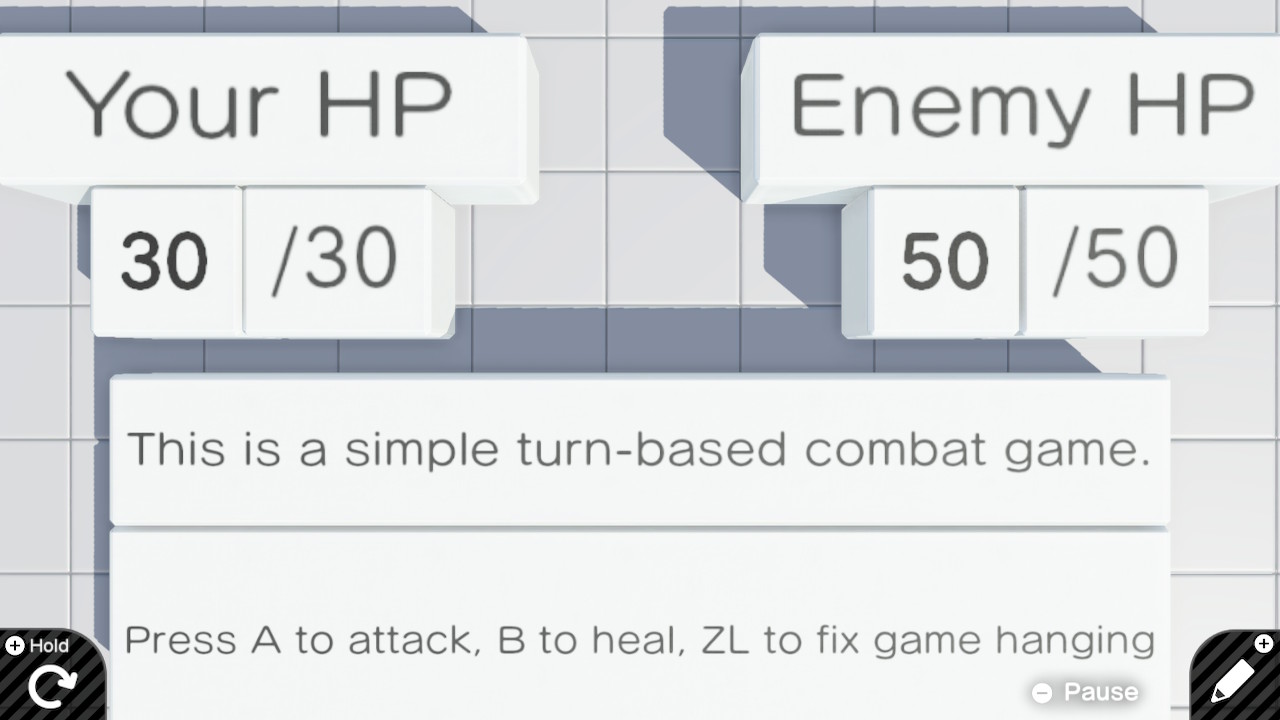 Your HP
Enemy HP
30 /30
50 /50
This is a simple turn-based combat game.
Press A to attack, B to heal, ZL to fix game hanging
Hold
Pause